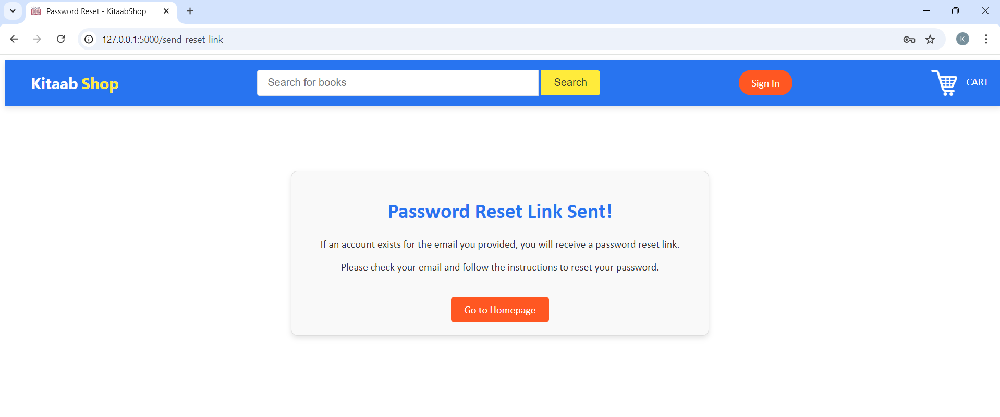 Password Reset - KitaabShop
127.0.0.1:5000/send-reset-link
K
Kitaab Shop
Search for books
Search
Sign In
CART
Password Reset Link Sent!
If an account exists for the email you provided, you will receive a password reset link.
Please check your email and follow the instructions to reset your password.
Go to Homepage